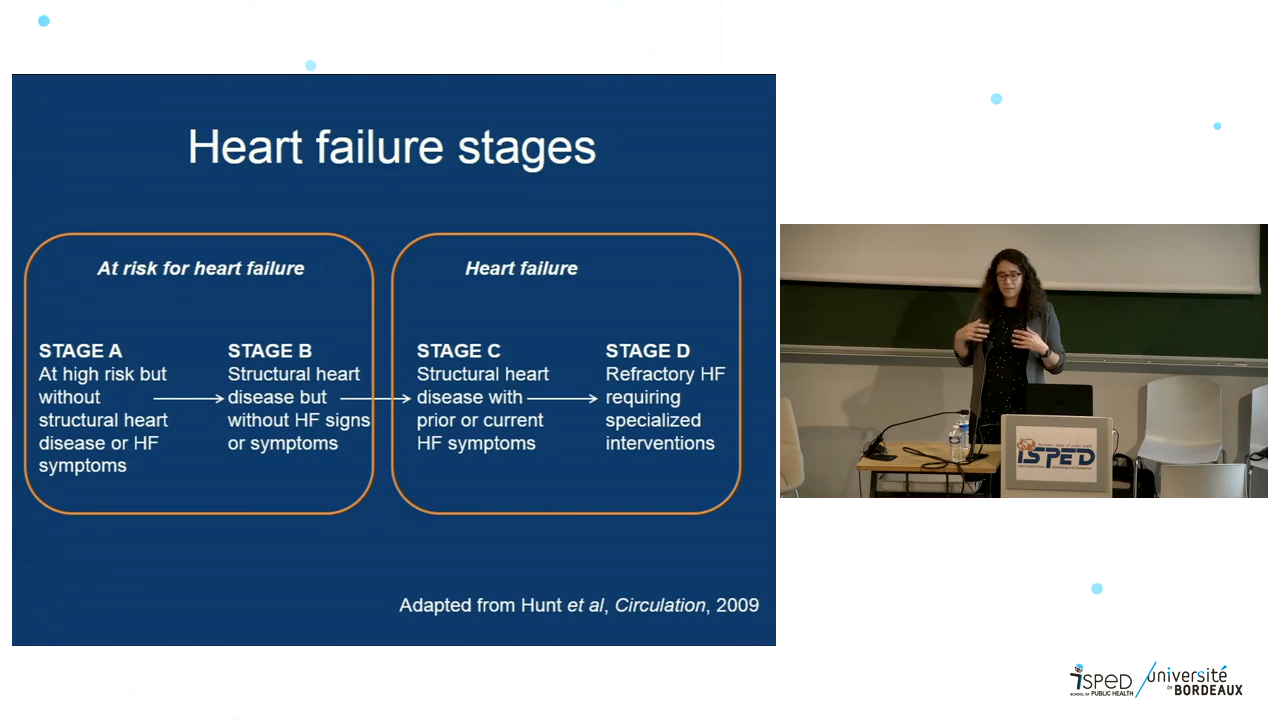 Heart failure stages
At risk for heart failure
STAGE A
At high risk but
without
structural heart
disease or HF
symptoms
STAGE B
Structural heart
disease but
without HF signs
or symptoms
Heart failure
STAGE C
Structural heart
disease with
prior or current
HF symptoms
STAGE D
Refractory HF
requiring
specialized
interventions
Adapted from Hunt et al, Circulation, 2009
ISPED
ISPED
SCHOOL OF PUBLIC HEALTH
université
de BORDEAUX